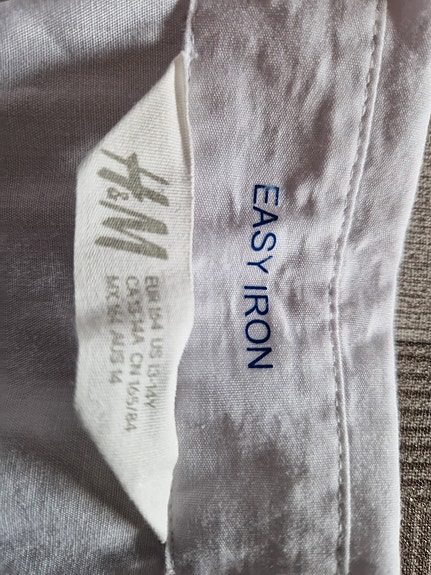 H&M
EUR 164 US 13-14Y
CA 13-14A CN 165/84
MX 164 AUS 14
EASY IRON